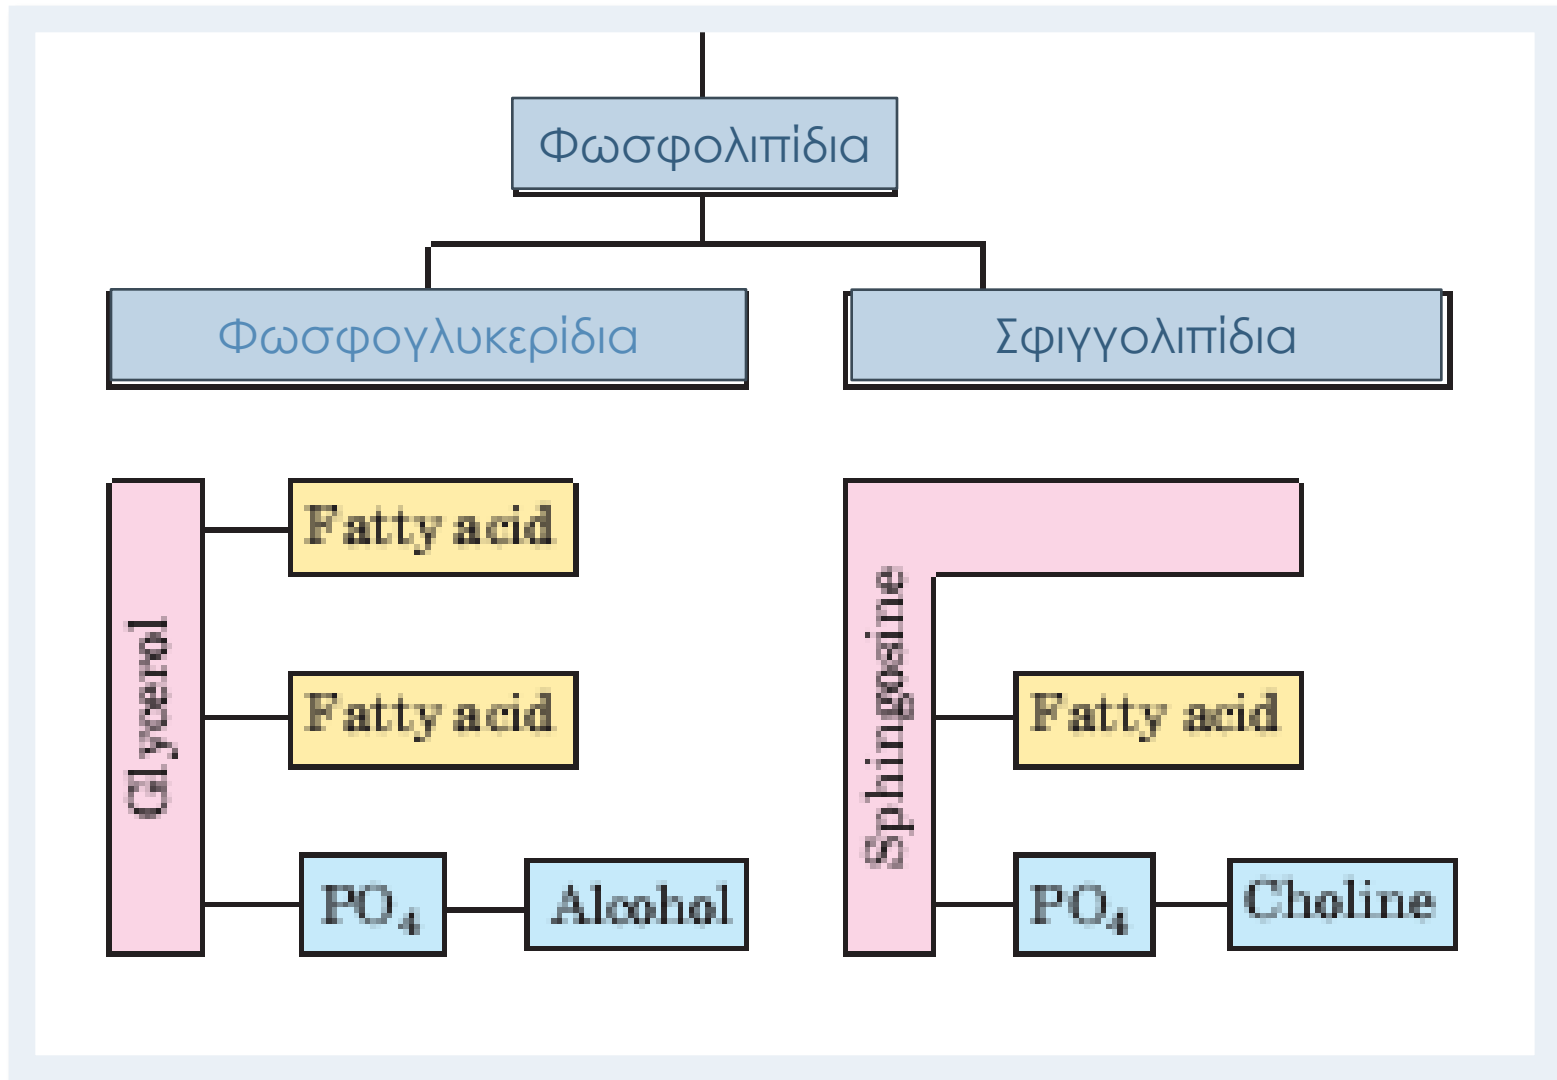 Φωσφολιπίδια
Φωσφογλυκερίδια
Σφιγγολιπίδια
Glycerol
Fatty acid
Fatty acid
PO4
Alcohol
Sphingosine
Fatty acid
PO4
Choline